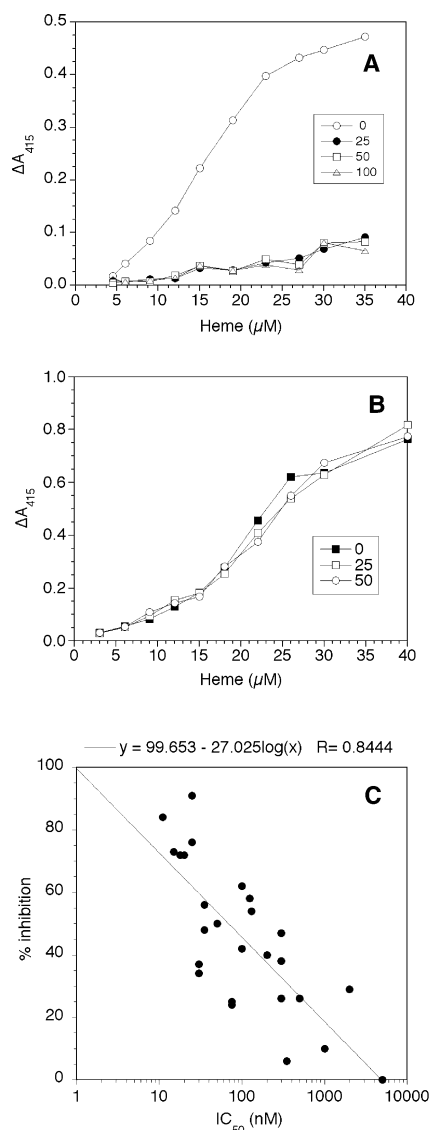 0.5
0.4
0.3
0.2
0.1
0.0
ΔA415
A
0
25
50
100
0 5 10 15 20 25 30 35 40
Heme (µM)
1.0
0.8
0.6
0.4
0.2
0.0
ΔA415
B
0
25
50
0 5 10 15 20 25 30 35 40
Heme (µM)
y = 99.653 - 27.025log(x) R= 0.8444
100
80
60
40
20
0
% inhibition
C
1 10 100 1000 10000
IC50 (nM)